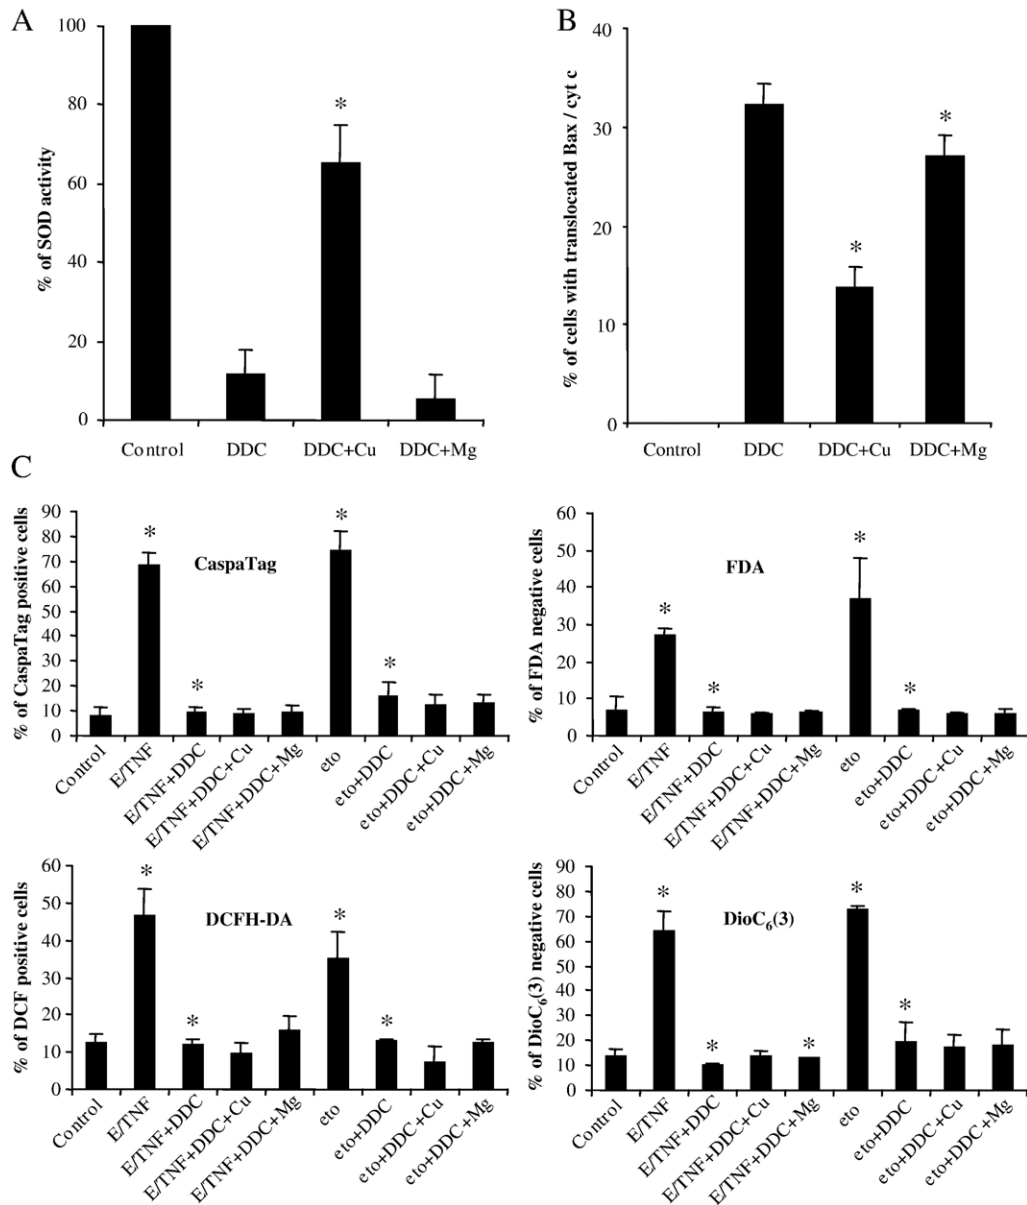 A
% of SOD activity
100
80
60
40
20
0
*
Control DDC DDC+Cu DDC+Mg
B
% of cells with translocated Bax / cyt c
40
30
20
10
0
*
*
Control DDC DDC+Cu DDC+Mg
C
% of CaspaTag positive cells
90
80
70
60
50
40
30
20
10
0
CaspaTag
*
*
*
*
Control
E/TNF
E/TNF+DDC
E/TNF+DDC+Cu
E/TNF+DDC+Mg
eto
eto+DDC
eto+DDC+Cu
eto+DDC+Mg
% of FDA negative cells
60
50
40
30
20
10
0
FDA
*
*
*
*
Control
E/TNF
E/TNF+DDC
E/TNF+DDC+Cu
E/TNF+DDC+Mg
eto
eto+DDC
eto+DDC+Cu
eto+DDC+Mg
% of DCF positive cells
60
50
40
30
20
10
0
DCFH-DA
*
*
*
*
Control
E/TNF
E/TNF+DDC
E/TNF+DDC+Cu
E/TNF+DDC+Mg
eto
eto+DDC
eto+DDC+Cu
eto+DDC+Mg
% of DioC6(3) negative cells
90
80
70
60
50
40
30
20
10
0
DioC6(3)
*
*
*
*
*
Control
E/TNF
E/TNF+DDC
E/TNF+DDC+Cu
E/TNF+DDC+Mg
eto
eto+DDC
eto+DDC+Cu
eto+DDC+Mg